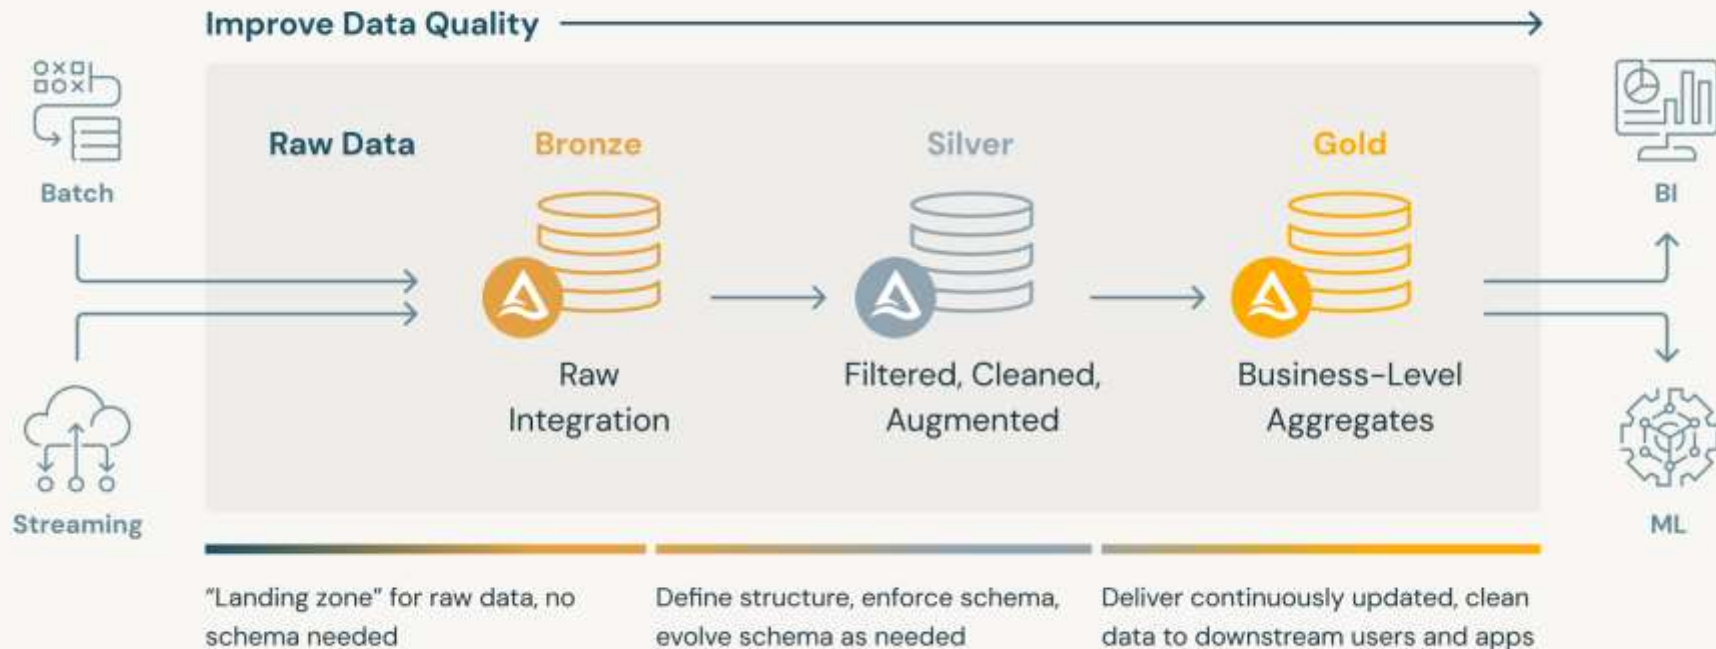 Improve Data Quality
Raw Data
Bronze
Silver
Gold
Batch
BI
Raw
Integration
Filtered, Cleaned,
Augmented
Business-Level
Aggregates
Streaming
ML
“Landing zone” for raw data, no
schema needed
Define structure, enforce schema,
evolve schema as needed
Deliver continuously updated, clean
data to downstream users and apps